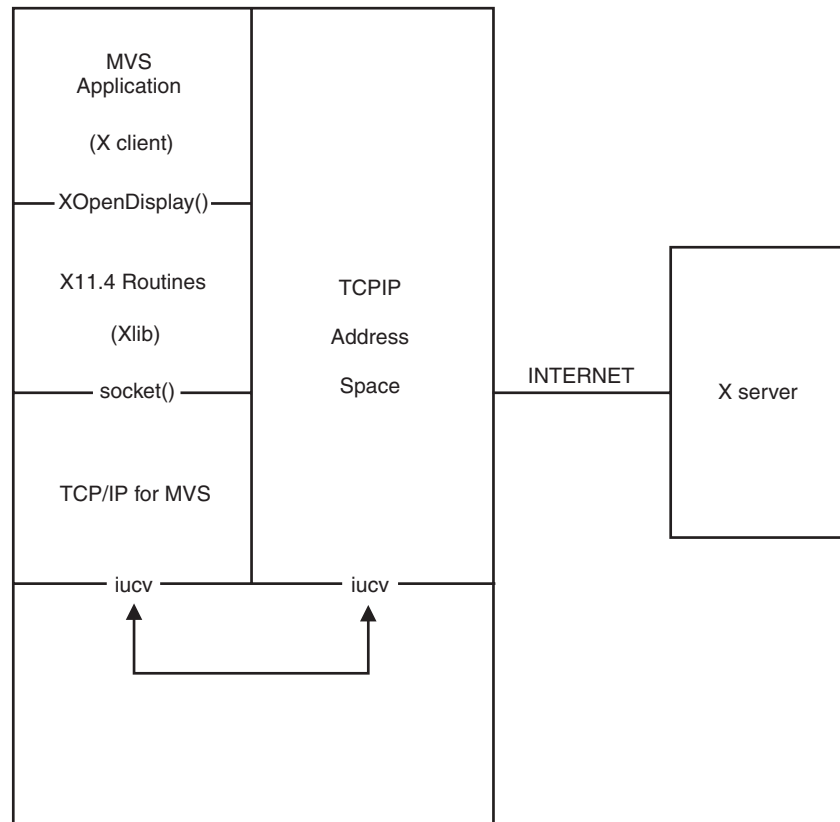 MVS
Application
(X client)
XOpenDisplay()
X11.4 Routines
(Xlib)
socket()
TCP/IP for MVS
iucv
TCPIP
Address
Space
iucv
INTERNET
X server